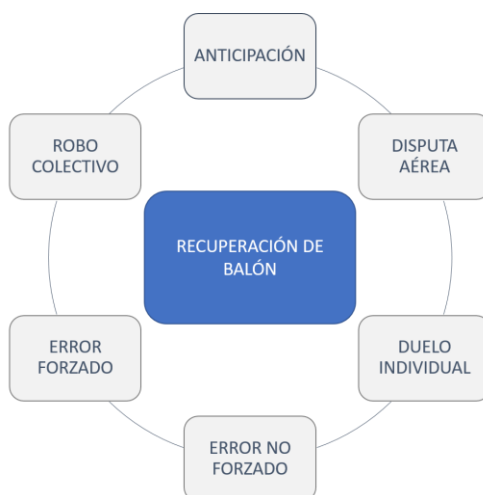 ANTICIPACIÓN
DISPUTA
AÉREA
DUELO
INDIVIDUAL
ERROR NO
FORZADO
ERROR
FORZADO
ROBO
COLECTIVO
RECUPERACIÓN DE
BALÓN